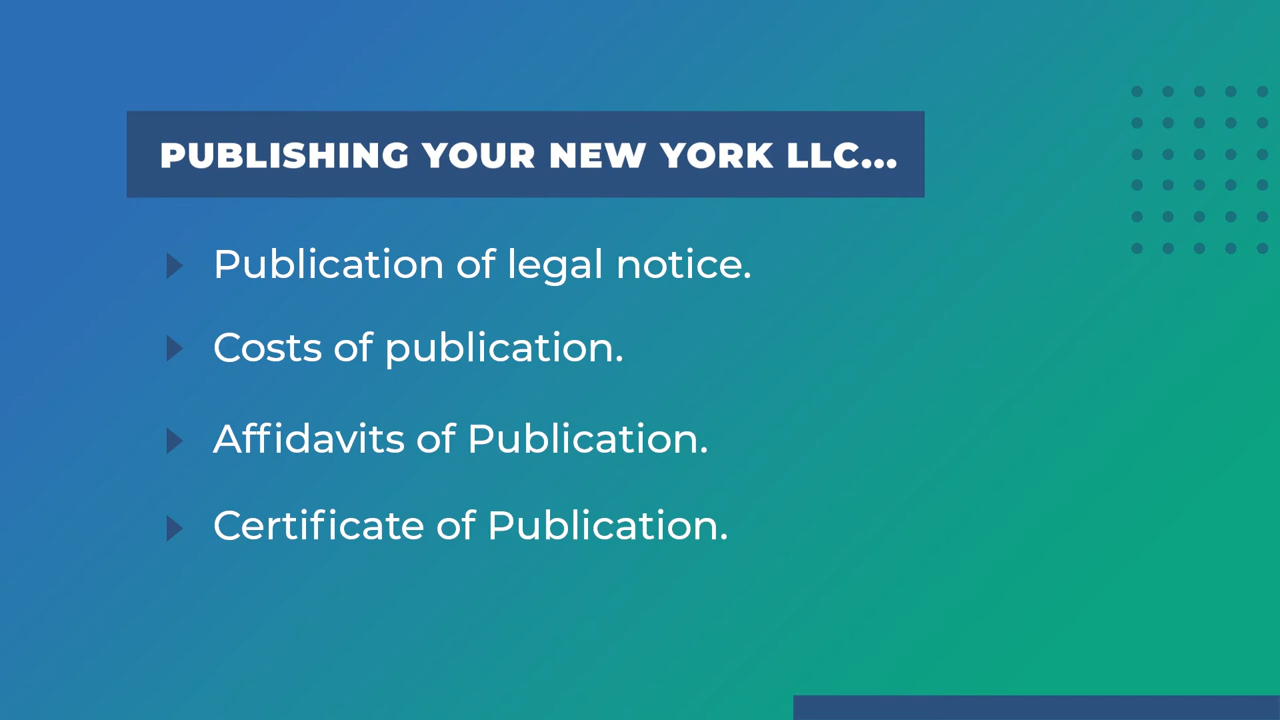 PUBLISHING YOUR NEW YORK LLC...
Publication of legal notice.
Costs of publication.
Affidavits of Publication.
Certificate of Publication.